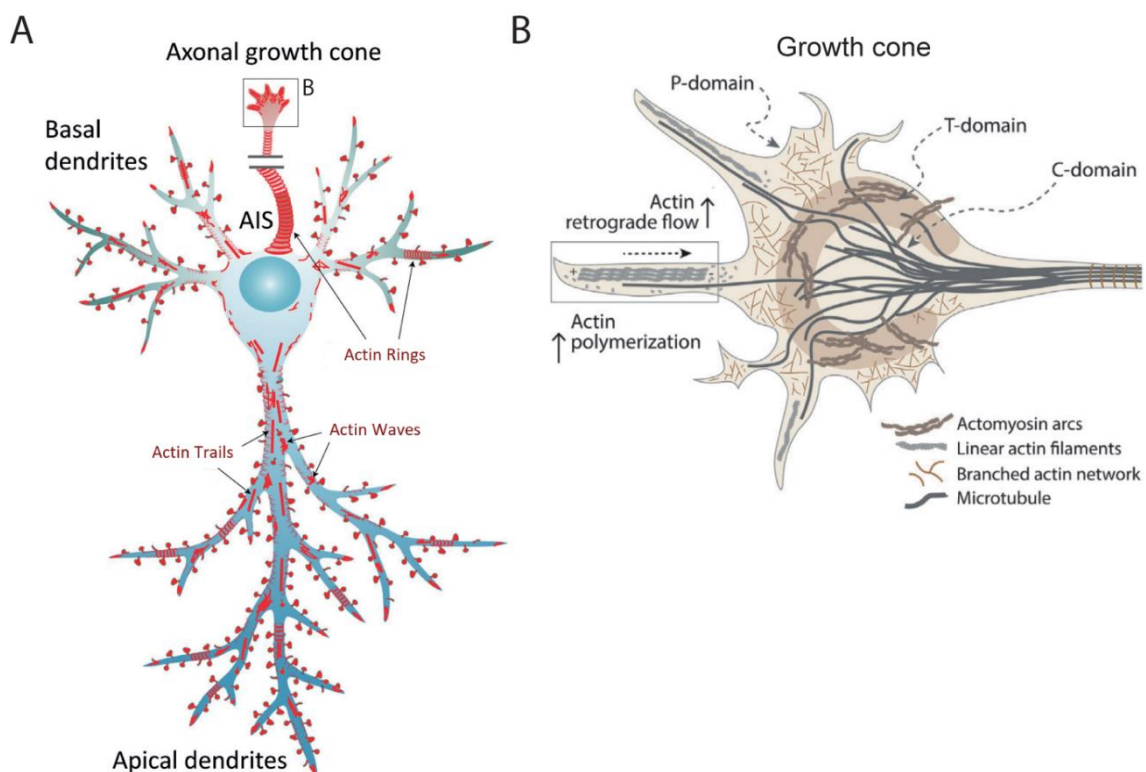 A
Axonal growth cone
B
Basal
dendrites
AIS
Actin Rings
Actin Waves
Actin Trails
Apical dendrites
B
Growth cone
P-domain
T-domain
C-domain
Actin
retrograde flow ↑
+
Actin
↑ polymerization
Actomyosin arcs
Linear actin filaments
Branched actin network
Microtubule